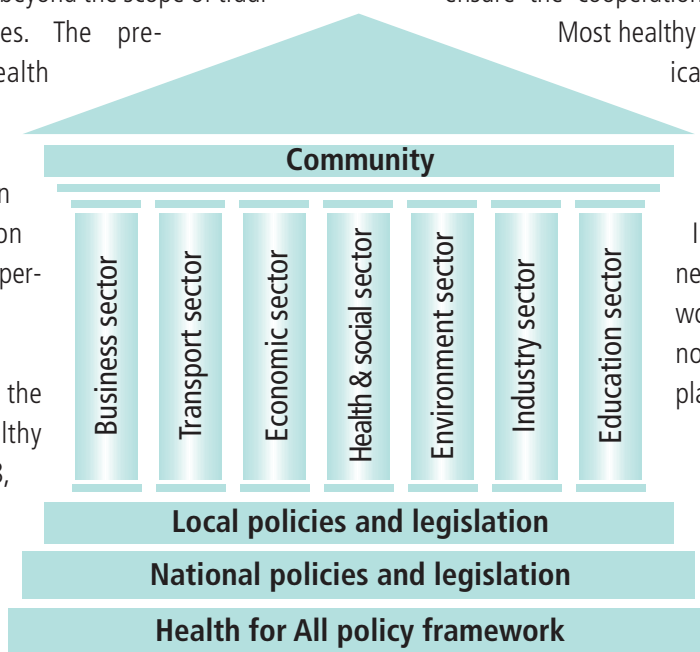 beyond the scope of tradi-
es. The pre-
ealth
ensure the cooperation
Most healthy
ica
Community
n
on
per-
the
lthy
3,
I
ne
wo
no
pla
Business sector
Transport sector
Economic sector
Health & social sector
Environment sector
Industry sector
Education sector
Local policies and legislation
National policies and legislation
Health for All policy framework